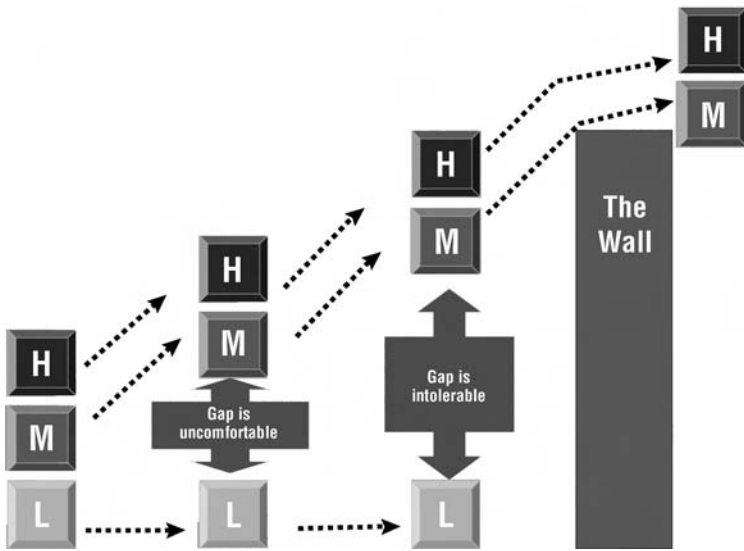 H
M
H
M
The
Wall
H
M
H
M
L
Gap is
uncomfortable
L
Gap is
intolerable
L